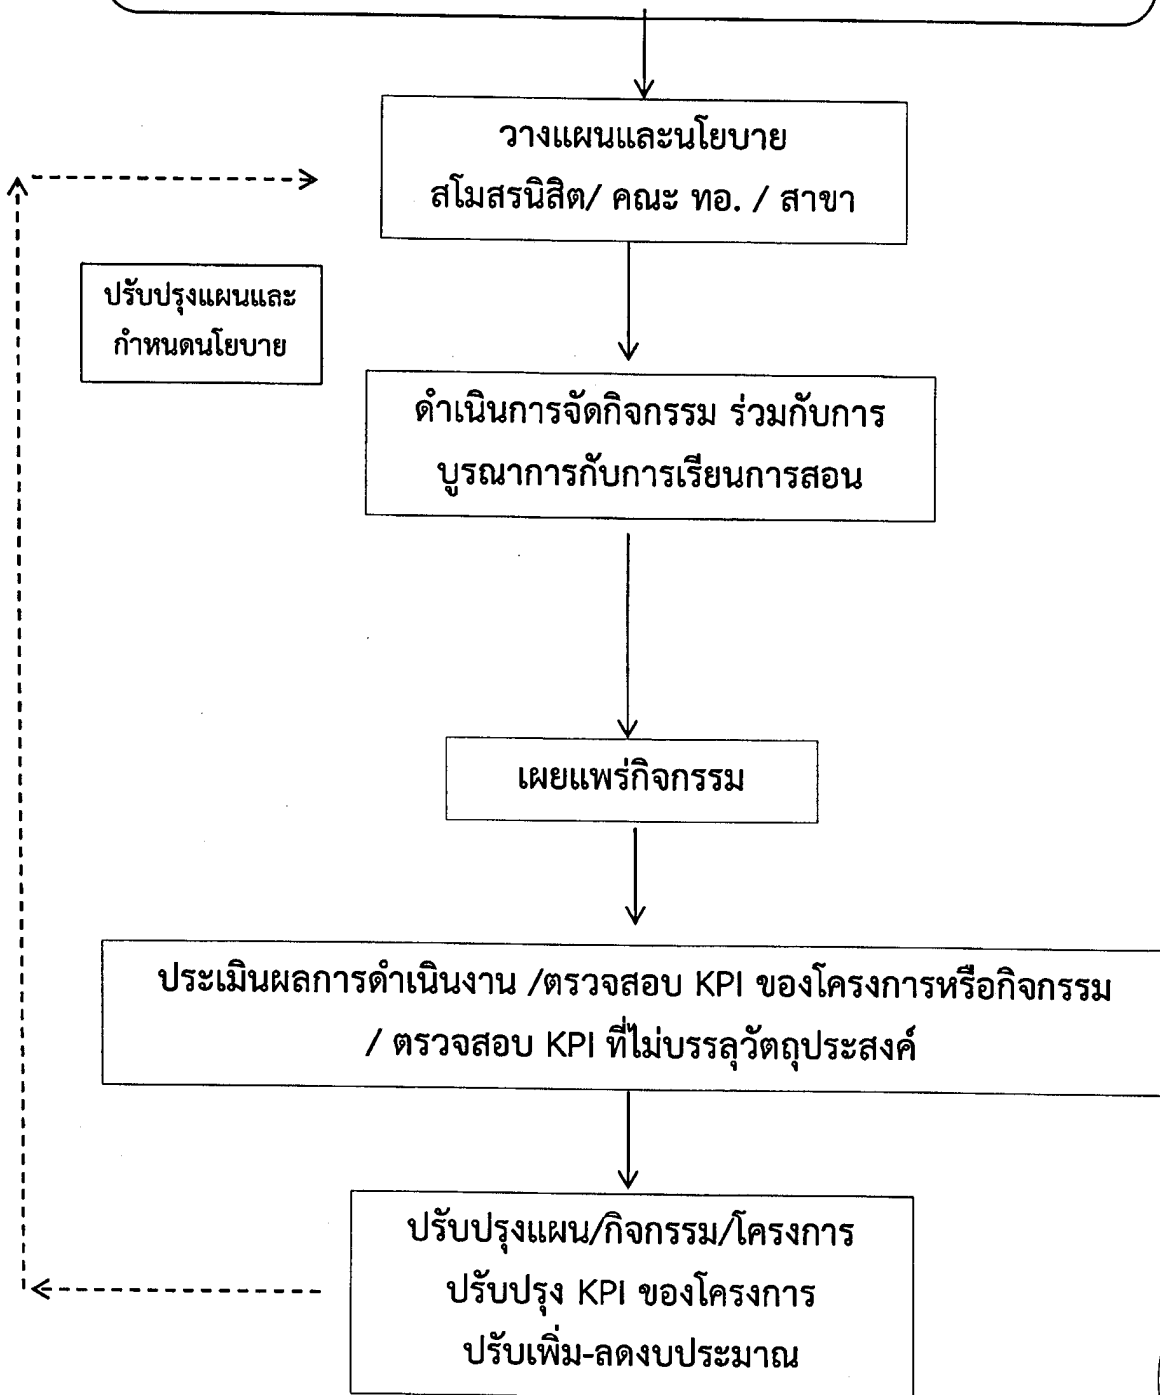 วางแผนและนโยบาย
สโมสรนิสิต/ คณะ ทอ. / สาขา
ปรับปรุงแผนและ
กำหนดนโยบาย
ดำเนินการจัดกิจกรรม ร่วมกับการ
บูรณาการกับการเรียนการสอน
เผยแพร่กิจกรรม
ประเมินผลการดำเนินงาน /ตรวจสอบ KPI ของโครงการหรือกิจกรรม
/ ตรวจสอบ KPI ที่ไม่บรรลุวัตถุประสงค์
ปรับปรุงแผน/กิจกรรม/โครงการ
ปรับปรุง KPI ของโครงการ
ปรับเพิ่ม-ลดงบประมาณ